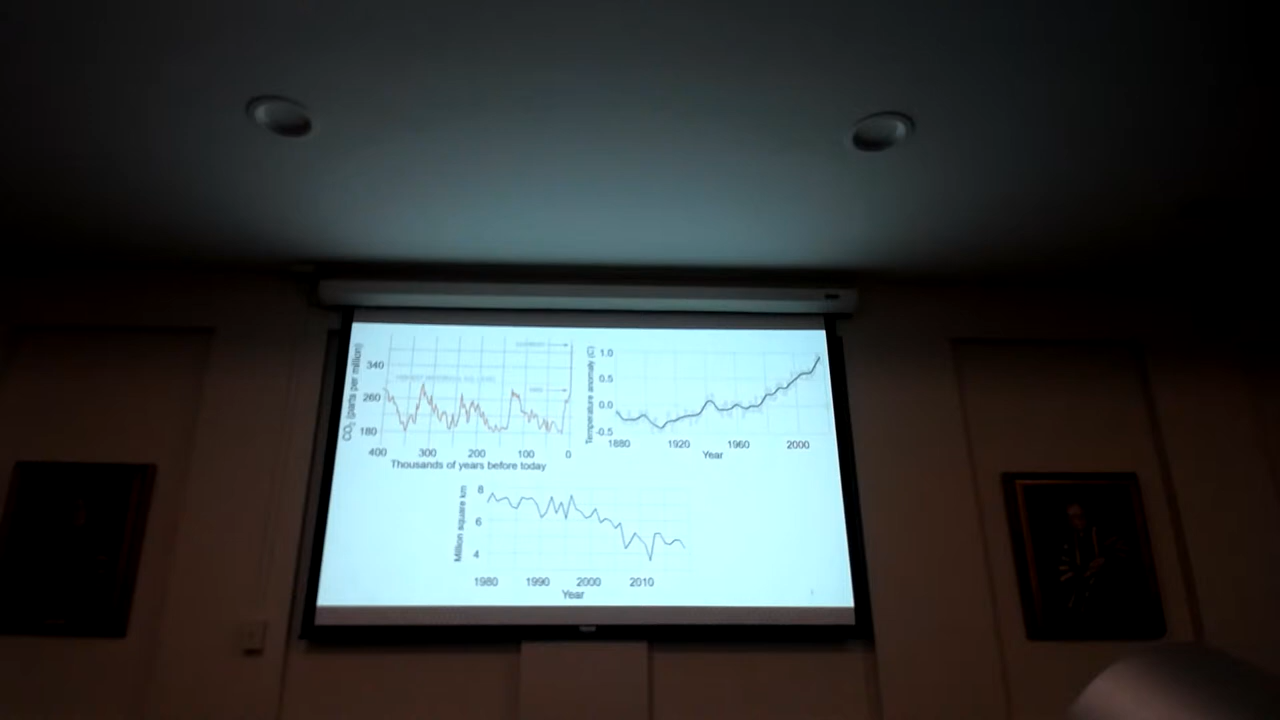 CO2 (parts per million)
340
260
180
400 300 200 100 0
Thousands of years before today
Temperature anomaly (C)
1.0
0.5
0.0
-0.5
1880 1920 1960 2000
Year
Million square km
8
6
4
1980 1990 2000 2010
Year